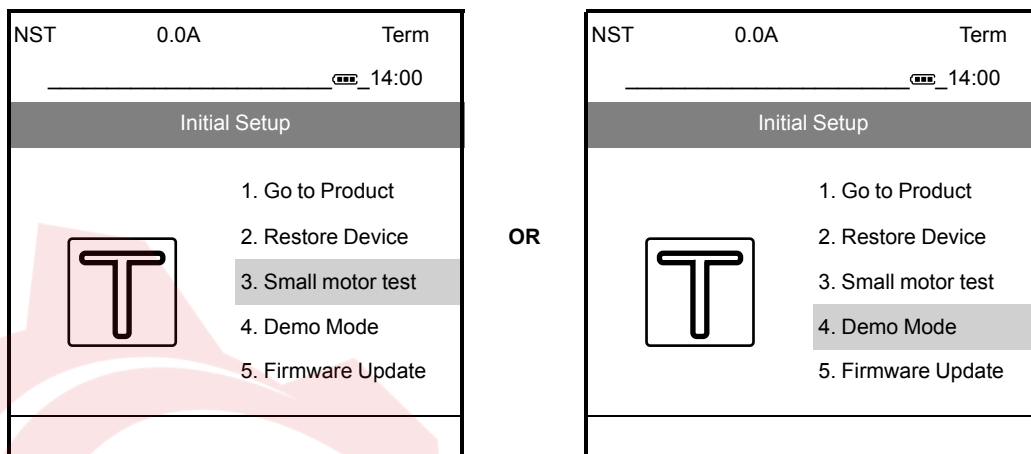 NST 0.0A Term
_14:00
Initial Setup
1. Go to Product
2. Restore Device
3. Small motor test
4. Demo Mode
5. Firmware Update
T
OR
NST 0.0A Term
_14:00
Initial Setup
1. Go to Product
2. Restore Device
3. Small motor test
4. Demo Mode
5. Firmware Update
T